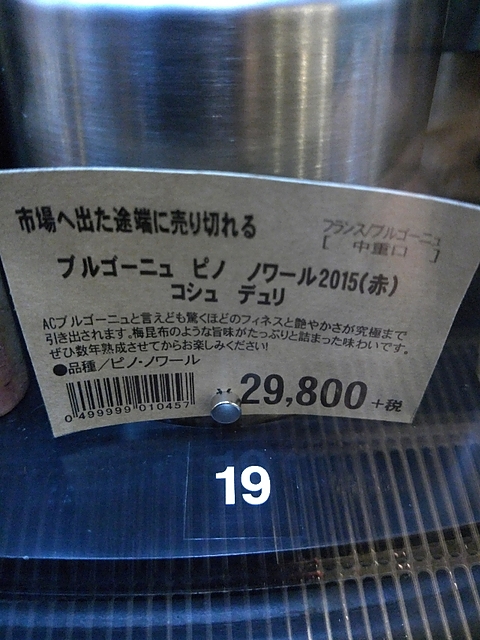 市場へ出た途端に売り切れる
フランス/ブルゴーニュ
[ 中重口 ]
ブルゴーニュ ピノ ノワール2015(赤)
コシュ デュリ
ACブルゴーニュと言えども驚くほどのフィネスと艶やかさが究極まで
引き出されます。梅昆布のような旨味がたっぷりと詰まった味わいです。
ぜひ数年熟成させてからお楽しみください!
●品種/ピノ・ノワール
0 499999 010457
29,800+税
19